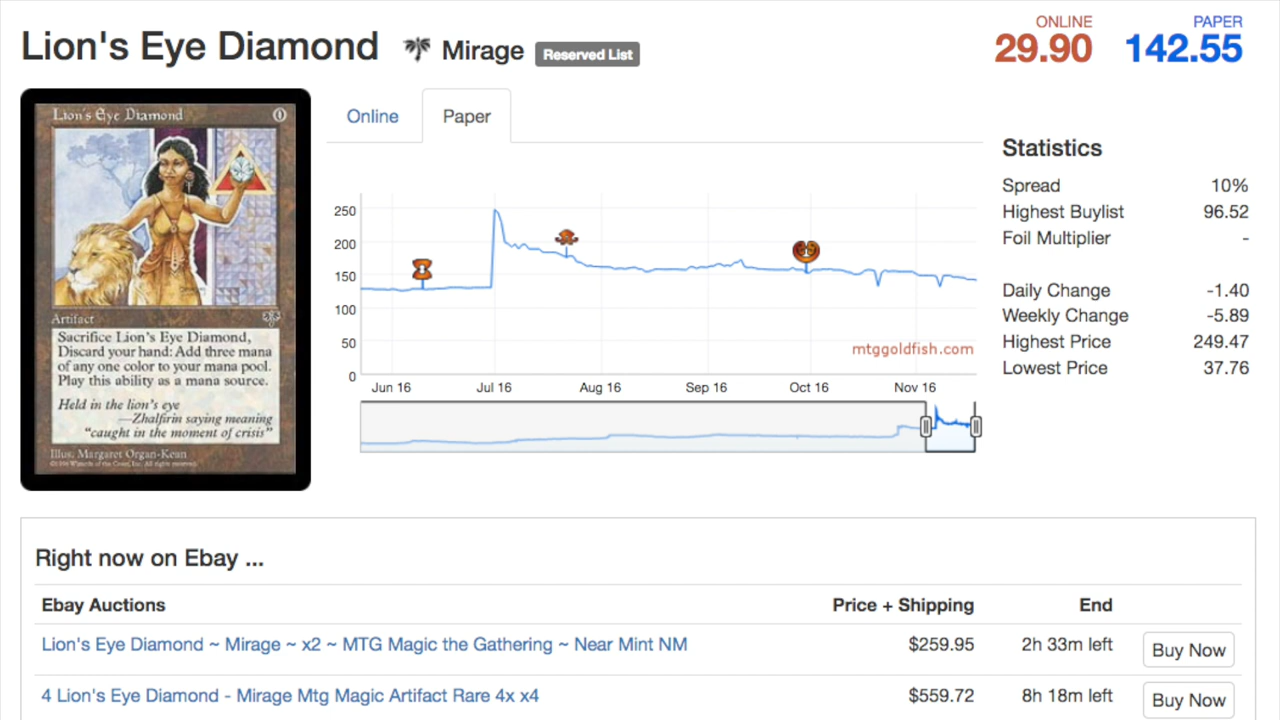 Lion's Eye Diamond Mirage Reserved List
ONLINE
29.90
PAPER
142.55
Lion's Eye Diamond 0
Artifact
Sacrifice Lion's Eye Diamond,
Discard your hand: Add three mana
of any one color to your mana pool.
Play this ability as a mana source.
Held in the lion's eye
—Zhalfirin saying meaning
"caught in the moment of crisis"
Illus. Margaret Organ-Kean
Online Paper
250
200
150
100
50
0
Jun 16 Jul 16 Aug 16 Sep 16 Oct 16 Nov 16
mtggoldfish.com
Statistics
Spread 10%
Highest Buylist 96.52
Foil Multiplier -
Daily Change -1.40
Weekly Change -5.89
Highest Price 249.47
Lowest Price 37.76
Right now on Ebay ...
Ebay Auctions Price + Shipping End
Lion's Eye Diamond ~ Mirage ~ x2 ~ MTG Magic the Gathering ~ Near Mint NM $259.95 2h 33m left Buy Now
4 Lion's Eye Diamond - Mirage Mtg Magic Artifact Rare 4x x4 $559.72 8h 18m left Buy Now